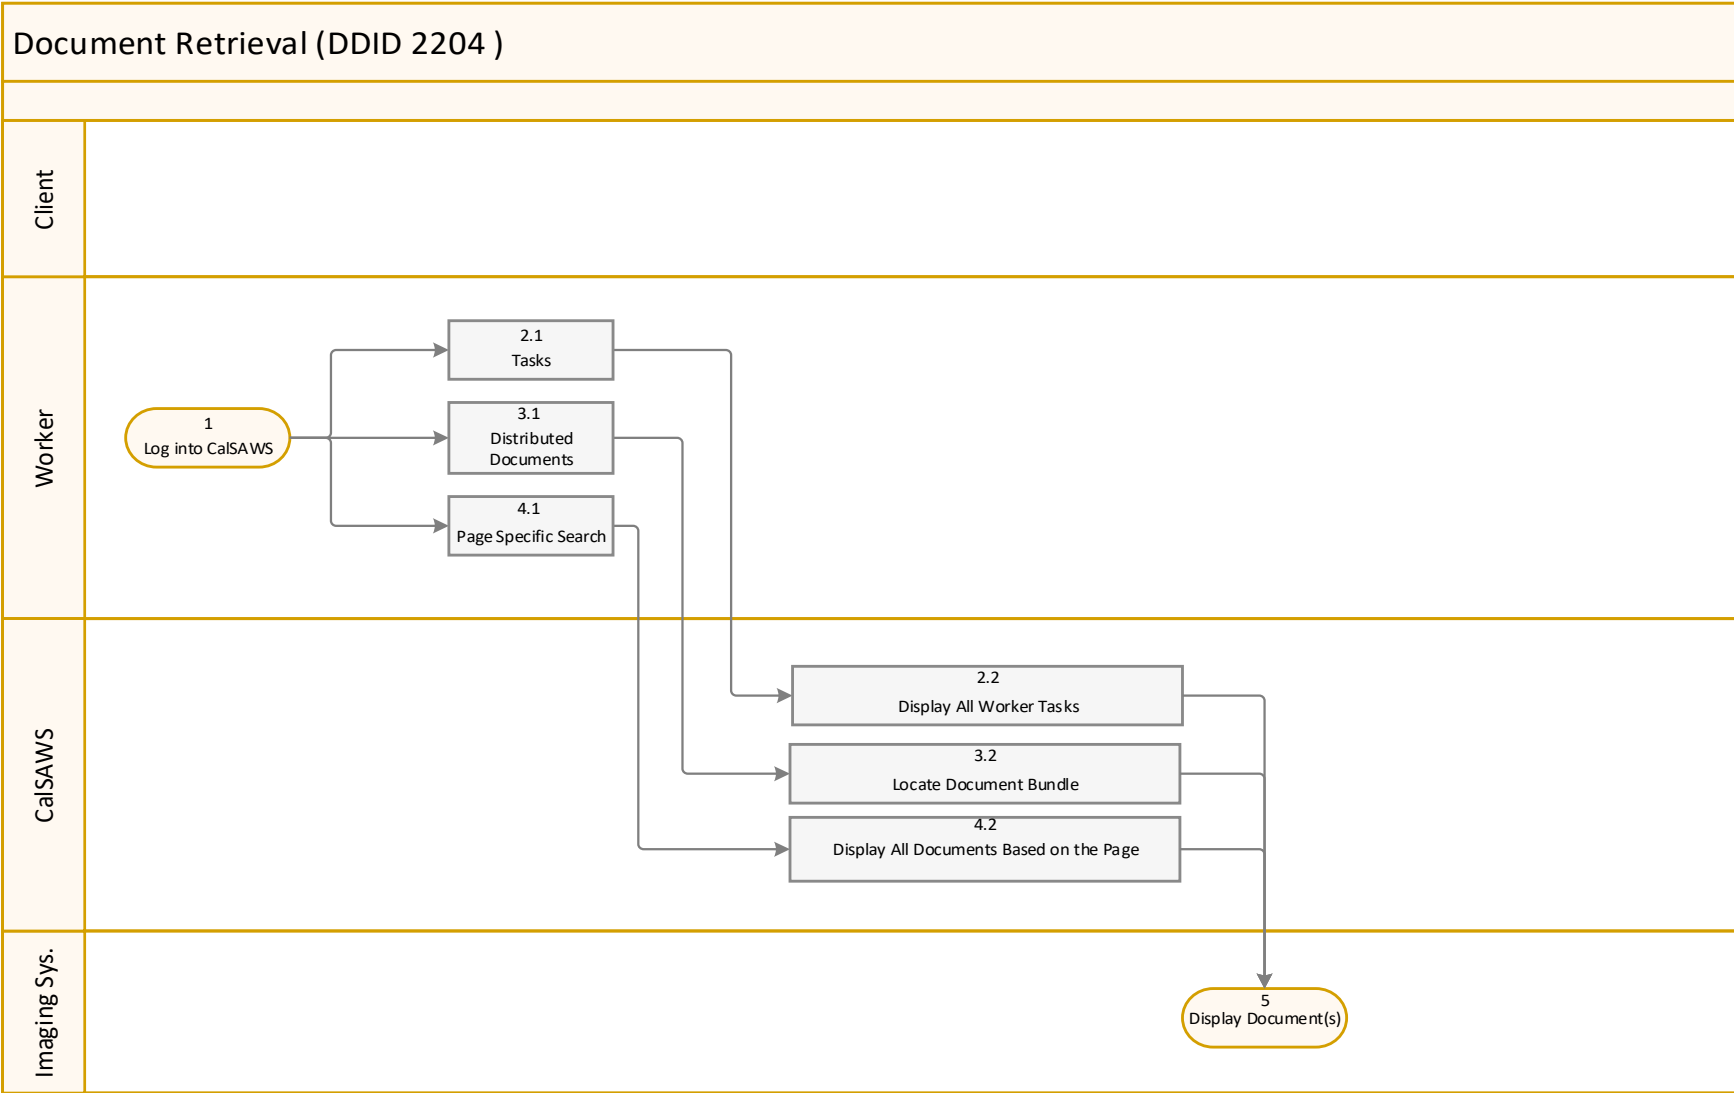 Document Retrieval (DDID 2204 )
Client
Worker
1
Log into CalSAWS
2.1
Tasks
3.1
Distributed
Documents
4.1
Page Specific Search
CalSAWS
2.2
Display All Worker Tasks
3.2
Locate Document Bundle
4.2
Display All Documents Based on the Page
Imaging Sys.
5
Display Document(s)